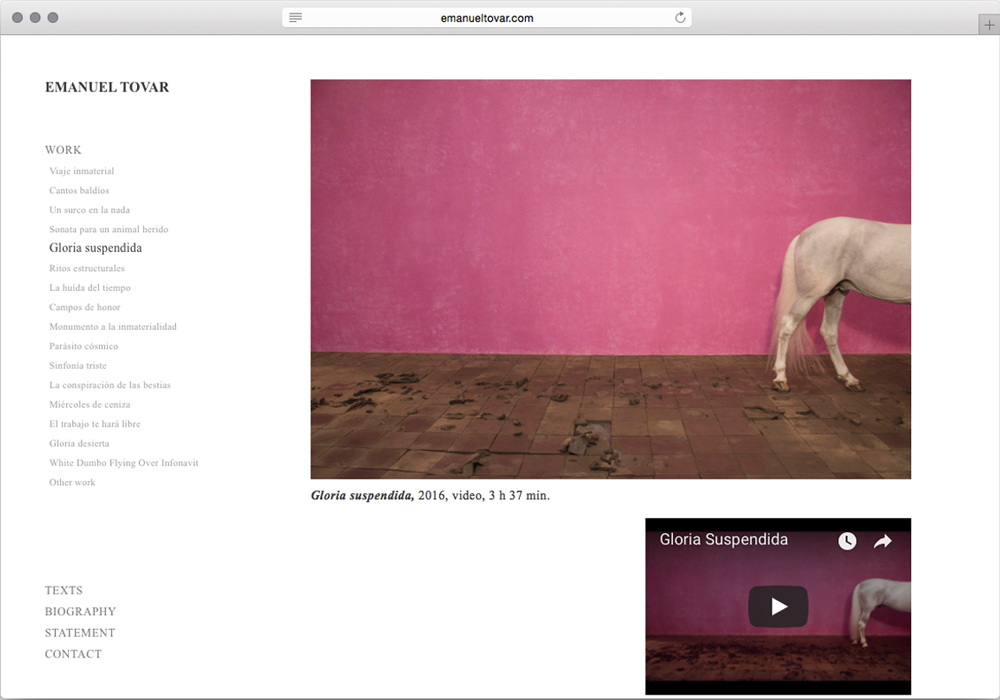 emanueltovar.com
EMANUEL TOVAR
WORK
Viaje inmaterial
Cantos baldíos
Un surco en la nada
Sonata para un animal herido
Gloria suspendida
Ritos estructurales
La huida del tiempo
Campos de honor
Monumento a la inmaterialidad
Parásito cósmico
Sinfonía triste
La conspiración de las bestias
Miércoles de ceniza
El trabajo te hará libre
Gloria desierta
White Dumbo Flying Over Infonavit
Other work
TEXTS
BIOGRAPHY
STATEMENT
CONTACT
Gloria suspendida, 2016, video, 3 h 37 min.
Gloria Suspendida